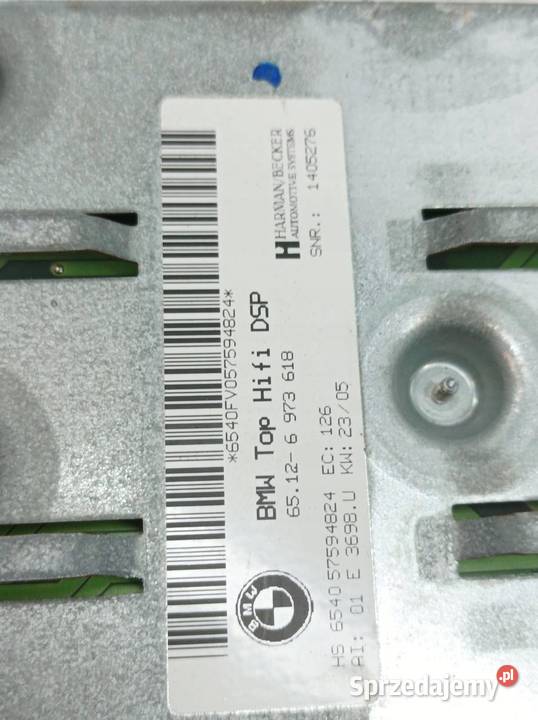 *6540FV057594824*
BMW Top Hifi DSP
65.12-6 973 618
H HARMAN/BECKER
AUTOMOTIVE SYSTEMS
SNR.: 1405276
BMW
HS 6540 57594824 EC: 126
AI: 01 E 3698.U KW: 23/05
Sprzedajemy.pl